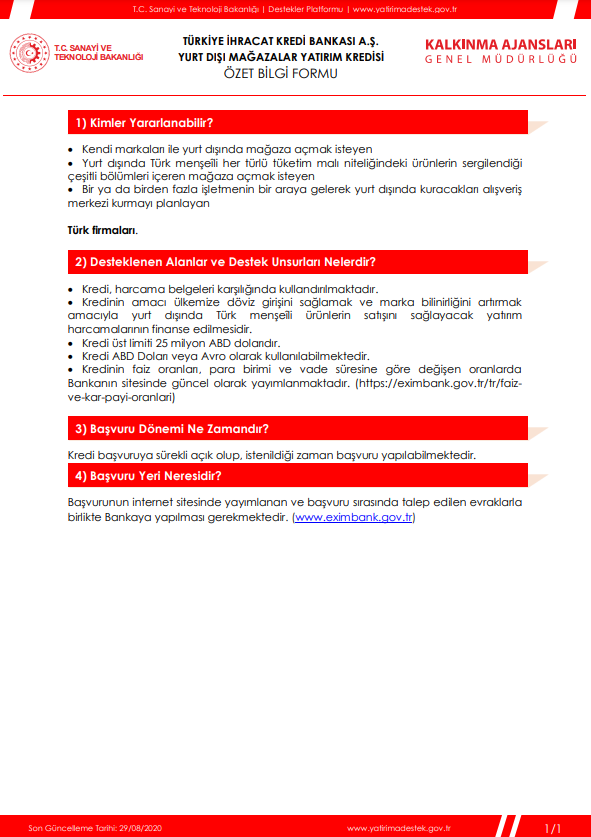 T.C. Sanayi ve Teknoloji Bakanlığı | Destekler Platformu | www.yatirimadestek.gov.tr
T.C. SANAYİ VE
TEKNOLOJİ BAKANLIĞI
TÜRKİYE İHRACAT KREDİ BANKASI A.Ş.
YURT DIŞI MAĞAZALAR YATIRIM KREDİSİ
ÖZET BİLGİ FORMU
KALKINMA AJANSLARI
GENEL MÜDÜRLÜĞÜ
1) Kimler Yararlanabilir?
• Kendi markaları ile yurt dışında mağaza açmak isteyen
• Yurt dışında Türk menşeîli her türlü tüketim malı niteliğindeki ürünlerin sergilendiği
çeşitli bölümleri içeren mağaza açmak isteyen
• Bir ya da birden fazla işletmenin bir araya gelerek yurt dışında kuracakları alışveriş
merkezi kurmayı planlayan
Türk firmaları.
2) Desteklenen Alanlar ve Destek Unsurları Nelerdir?
• Kredi, harcama belgeleri karşılığında kullandırılmaktadır.
• Kredinin amacı ülkemize döviz girişini sağlamak ve marka bilinirliğini artırmak
amacıyla yurt dışında Türk menşeîli ürünlerin satışını sağlayacak yatırım
harcamalarının finanse edilmesidir.
• Kredi üst limiti 25 milyon ABD dolarıdır.
• Kredi ABD Doları veya Avro olarak kullanılabilmektedir.
• Kredinin faiz oranları, para birimi ve vade süresine göre değişen oranlarda
Bankanın sitesinde güncel olarak yayımlanmaktadır. (https://eximbank.gov.tr/tr/faiz-
ve-kar-payi-oranlari)
3) Başvuru Dönemi Ne Zamandır?
Kredi başvuruya sürekli açık olup, istenildiği zaman başvuru yapılabilmektedir.
4) Başvuru Yeri Neresidir?
Başvurunun internet sitesinde yayımlanan ve başvuru sırasında talep edilen evraklarla
birlikte Bankaya yapılması gerekmektedir. (www.eximbank.gov.tr)
Son Güncelleme Tarihi: 29/08/2020
www.yatirimadestek.gov.tr
1/1